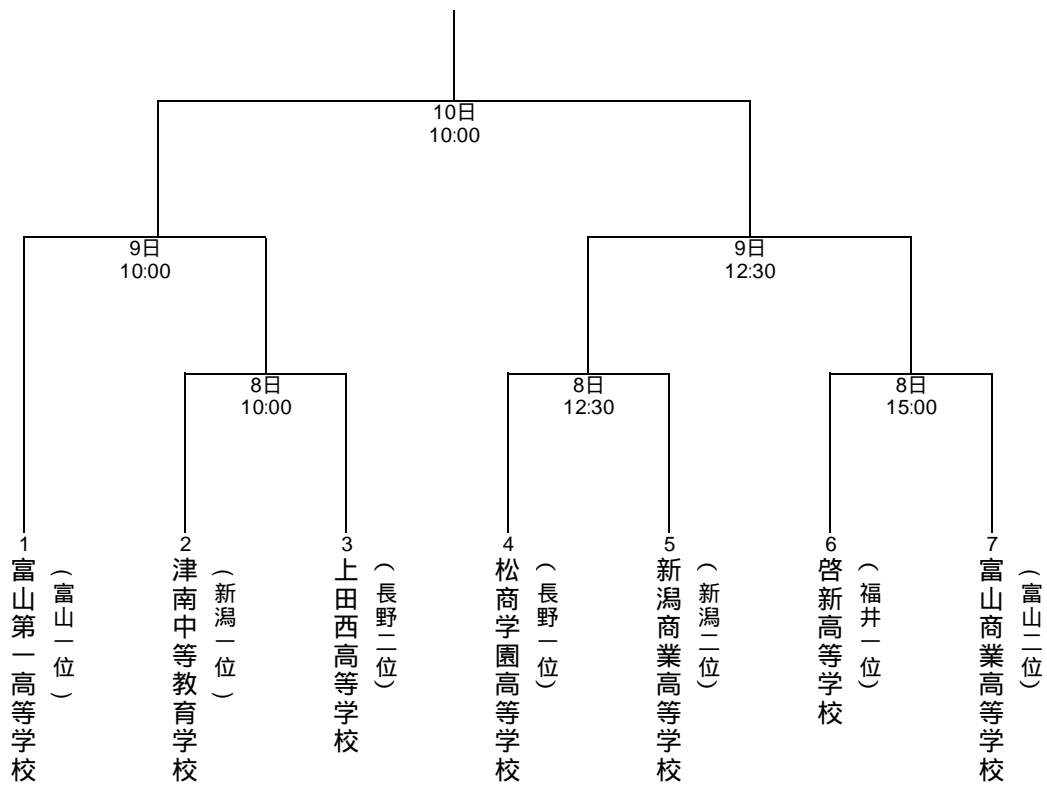 10日
10:00
9日
10:00
9日
12:30
8日
10:00
8日
12:30
8日
15:00
1
富山第一高等学校
(富山一位)
2
津南中等教育学校
(新潟一位)
3
上田西高等学校
(長野二位)
4
松商学園高等学校
(長野一位)
5
新潟商業高等学校
(新潟二位)
6
啓新高等学校
(福井一位)
7
富山商業高等学校
(富山二位)